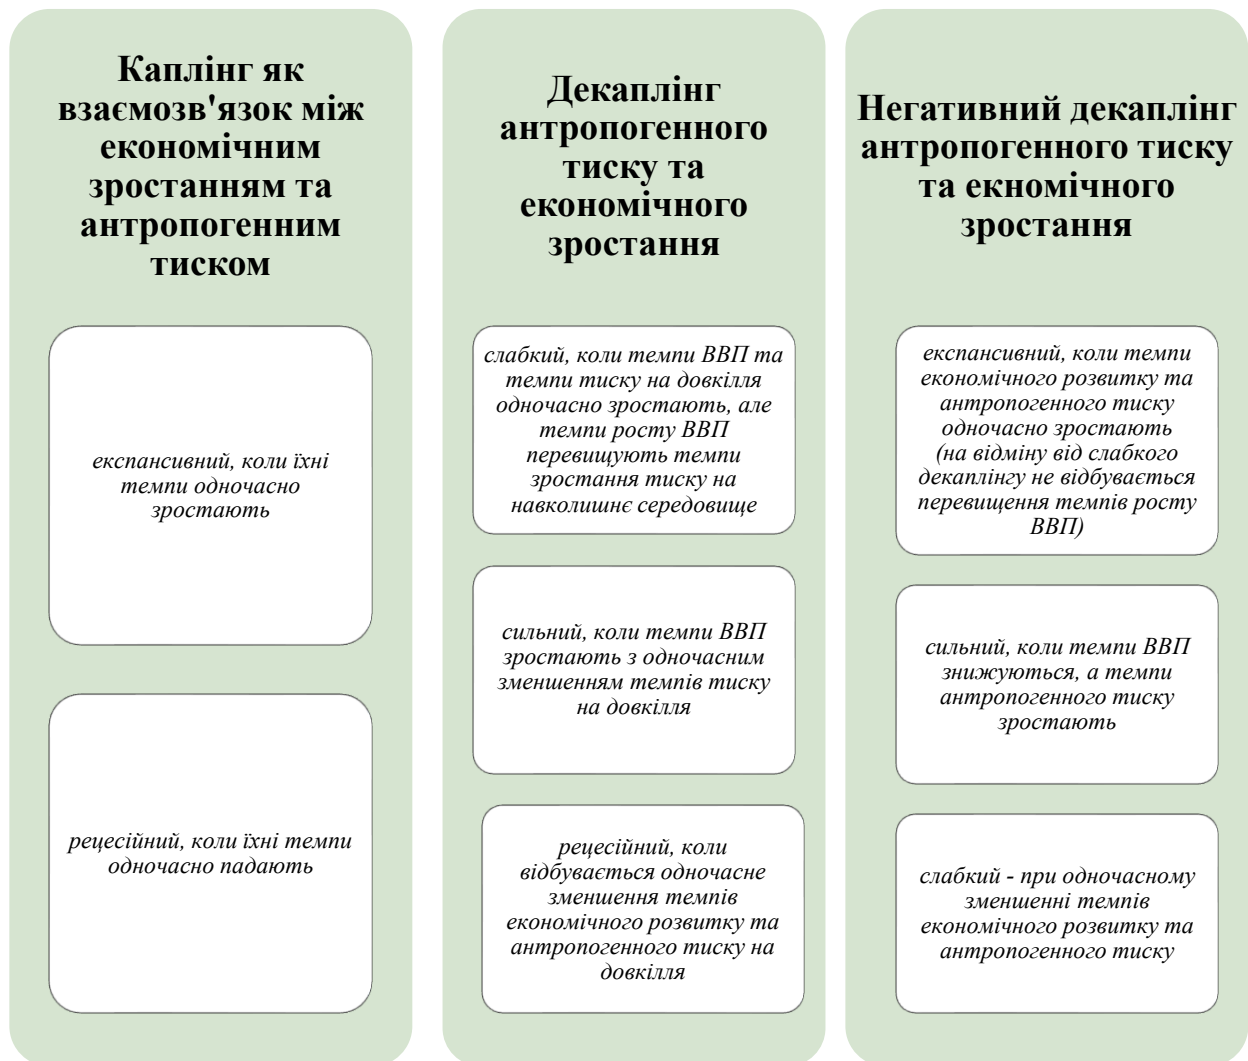 Каплінг як
взаємозв'язок між
економічним
зростанням та
антропогенним
тиском
експансивний, коли їхні
темпи одночасно
зростають
рецесійний, коли їхні темпи
одночасно падають
Декаплінг
антропогенного
тиску та
економічного
зростання
слабкий, коли темпи ВВП та
темпи тиску на довкілля
одночасно зростають, але
темпи росту ВВП
перевищують темпи
зростання тиску на
навколишнє середовище
сильний, коли темпи ВВП
зростають з одночасним
зменшенням темпів тиску
на довкілля
рецесійний, коли
відбувається одночасне
зменшення темпів
економічного розвитку та
антропогенного тиску на
довкілля
Негативний декаплінг
антропогенного тиску
та екномічного
зростання
експансивний, коли темпи
економічного розвитку та
антропогенного тиску
одночасно зростають
(на відміну від слабкого
декаплінгу не відбувається
перевищення темпів росту
ВВП)
сильний, коли темпи ВВП
знижуються, а темпи
антропогенного тиску
зростають
слабкий - при одночасному
зменшенні темпів
економічного розвитку та
антропогенного тиску